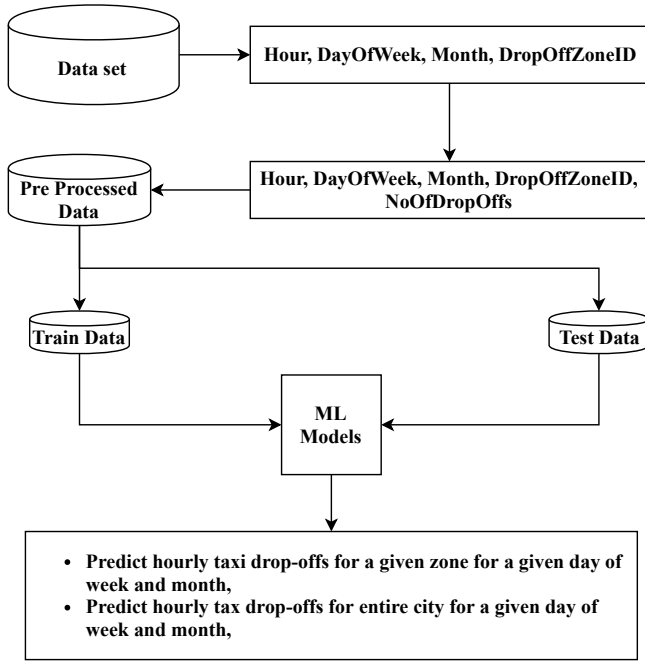 Data set
Hour, DayOfWeek, Month, DropOffZoneID
Pre Processed
Data
Hour, DayOfWeek, Month, DropOffZoneID,
NoOfDropOffs
Train Data
Test Data
ML
Models
• Predict hourly taxi drop-offs for a given zone for a given day of
week and month,
• Predict hourly tax drop-offs for entire city for a given day of
week and month,